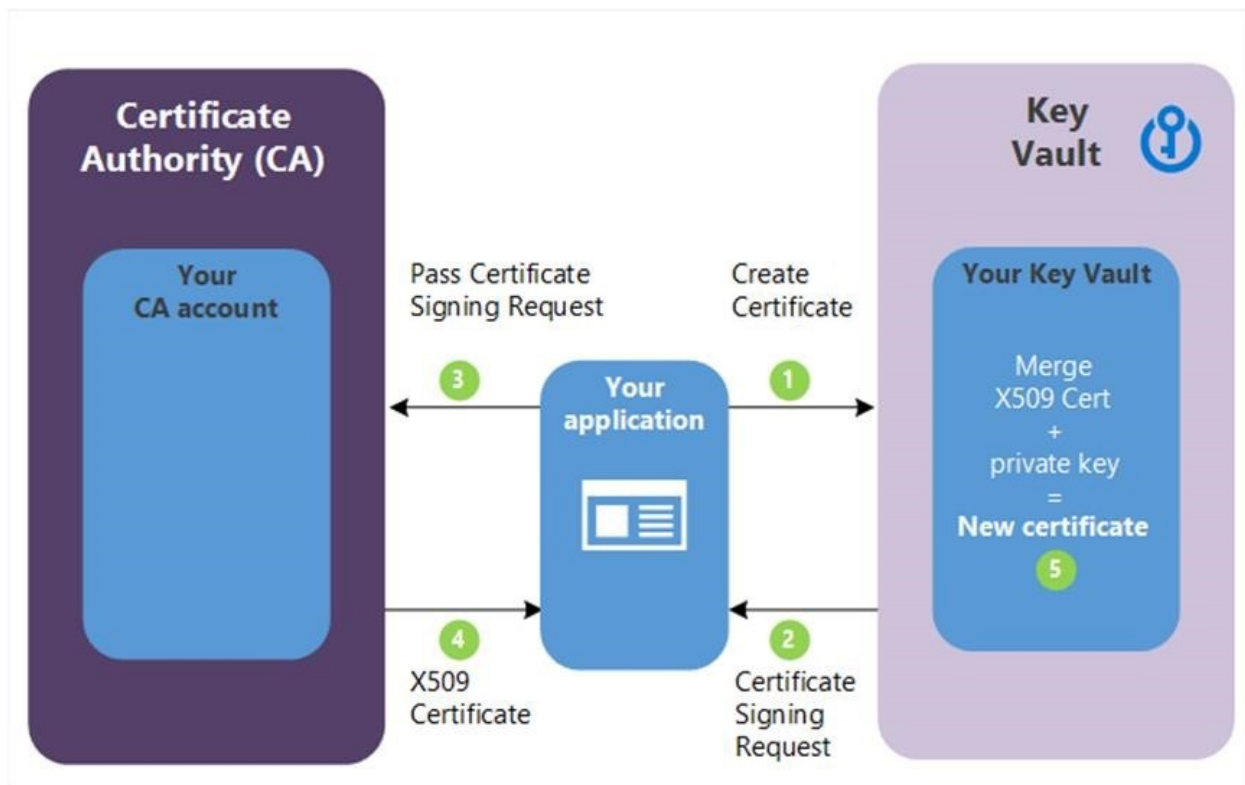 Certificate
Authority (CA)
Your
CA account
Pass Certificate
Signing Request
3
4
X509
Certificate
Your
application
Create
Certificate
1
2
Certificate
Signing
Request
Key
Vault
Your Key Vault
Merge
X509 Cert
+
private key
=
New certificate
5